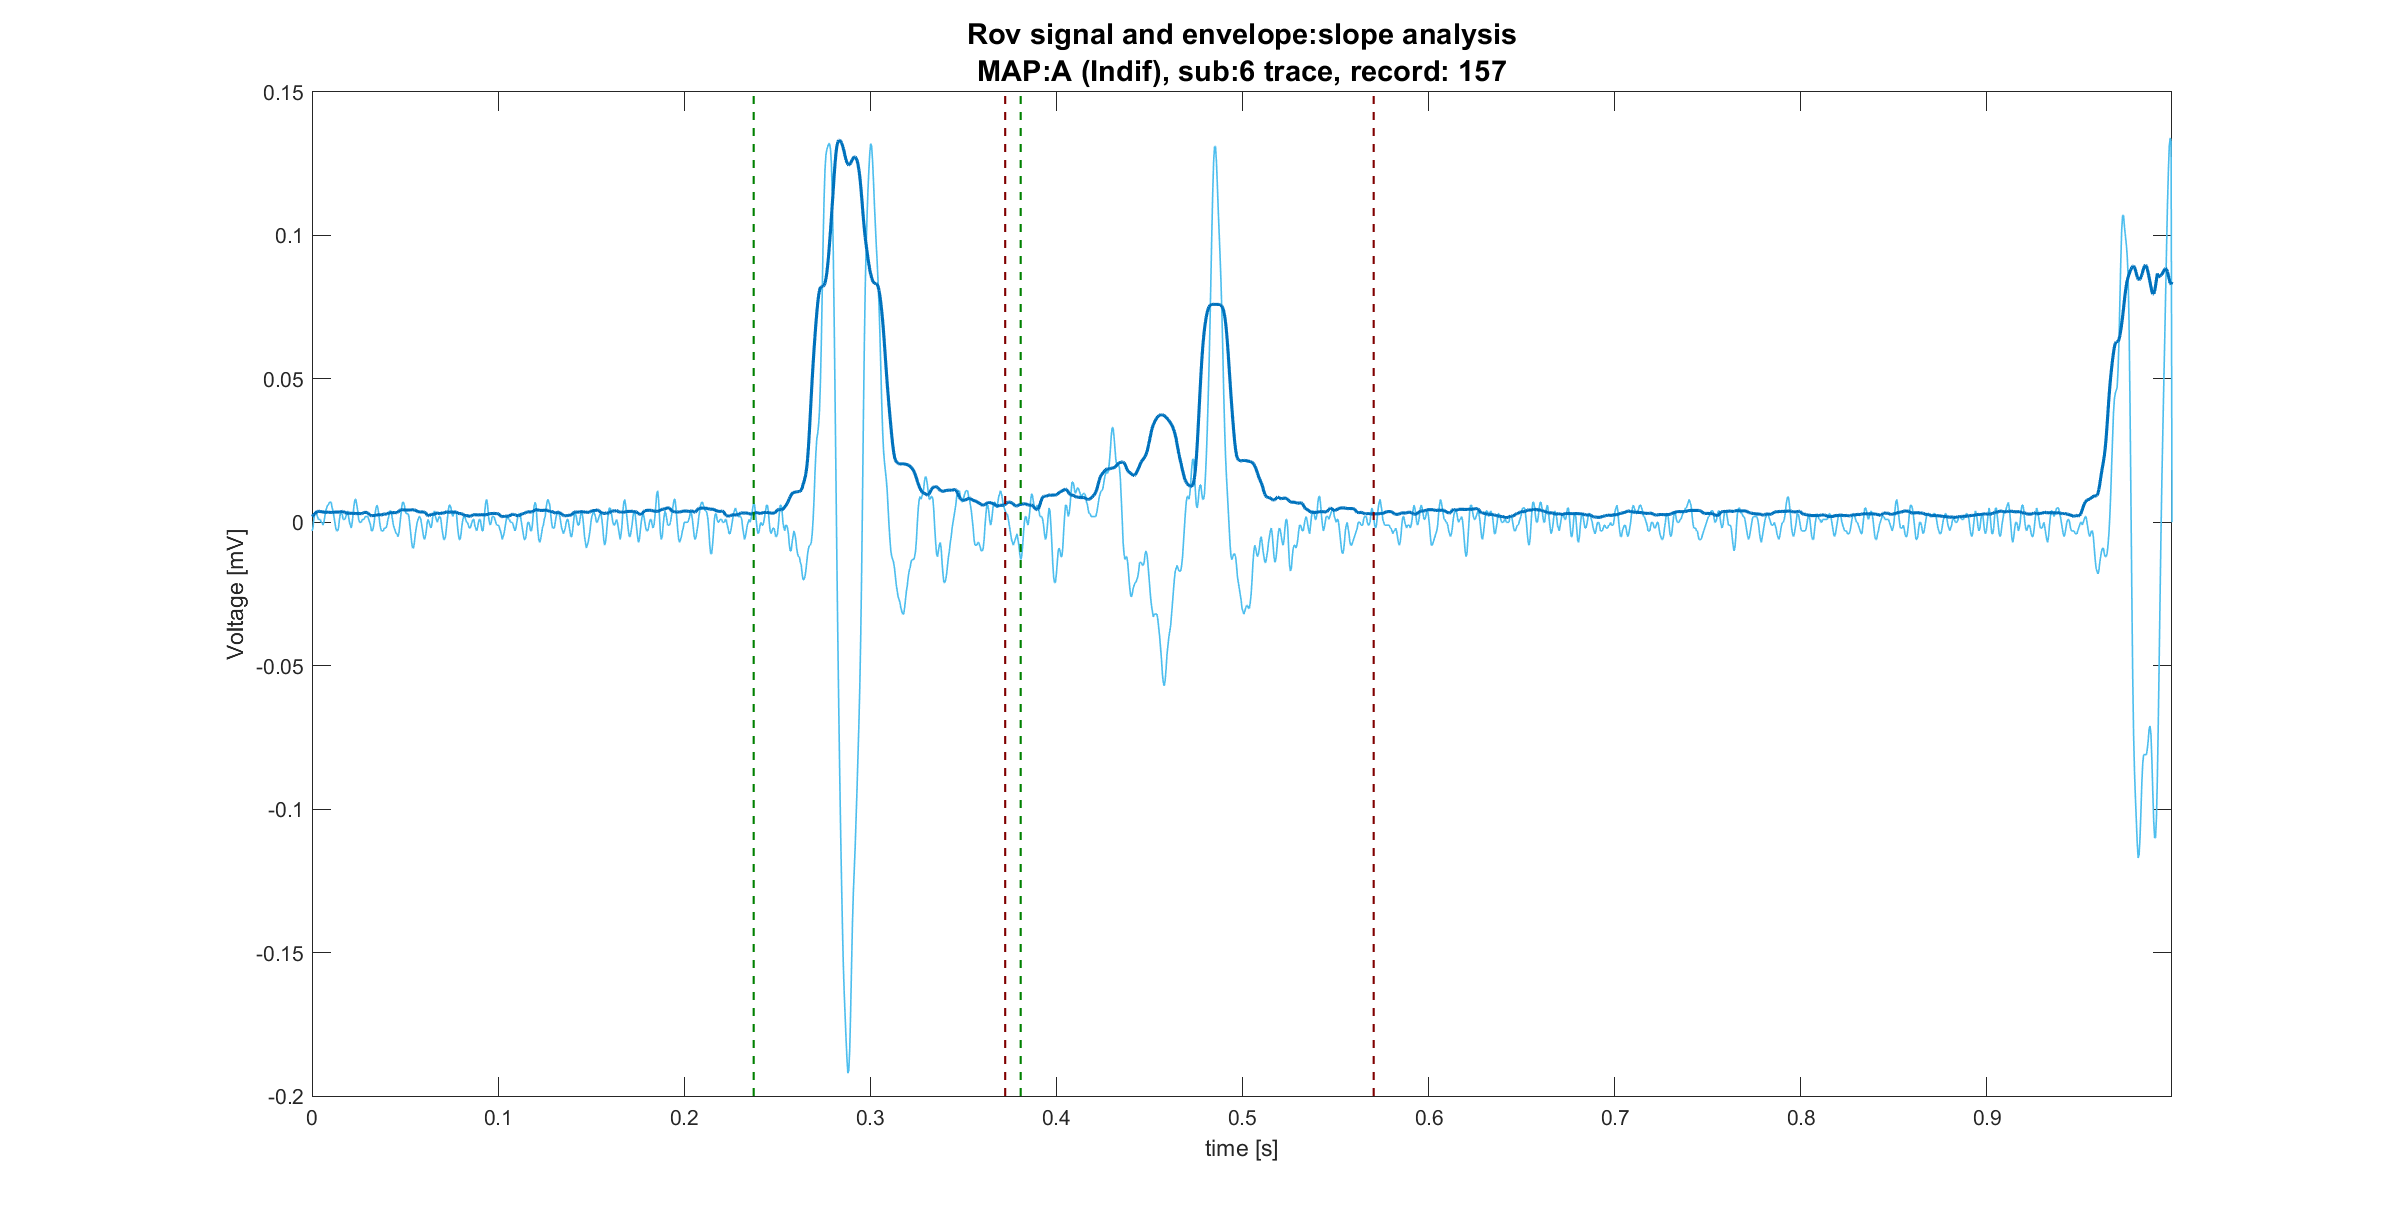 Rov signal and envelope:slope analysis
MAP:A (Indif), sub:6 trace, record: 157
0.15
0.1
0.05
0
-0.05
-0.1
-0.15
-0.2
Voltage [mV]
0 0.1 0.2 0.3 0.4 0.5 0.6 0.7 0.8 0.9
time [s]